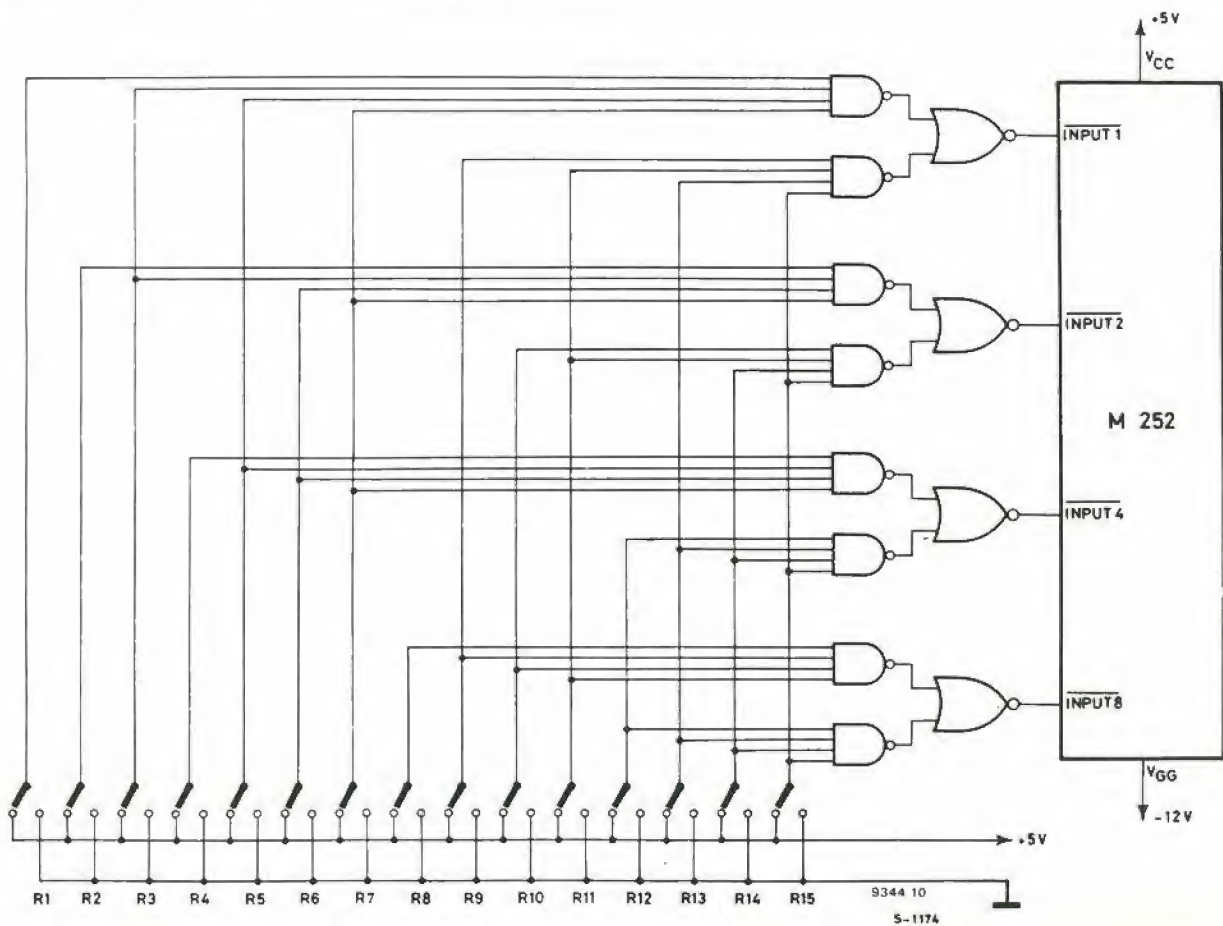 +5V
VCC
INPUT 1
INPUT 2
M 252
INPUT 4
INPUT 8
VGG
-12V
+5V
R1 R2 R3 R4 R5 R6 R7 R8 R9 R10 R11 R12 R13 R14 R15
9344 10
S-1174